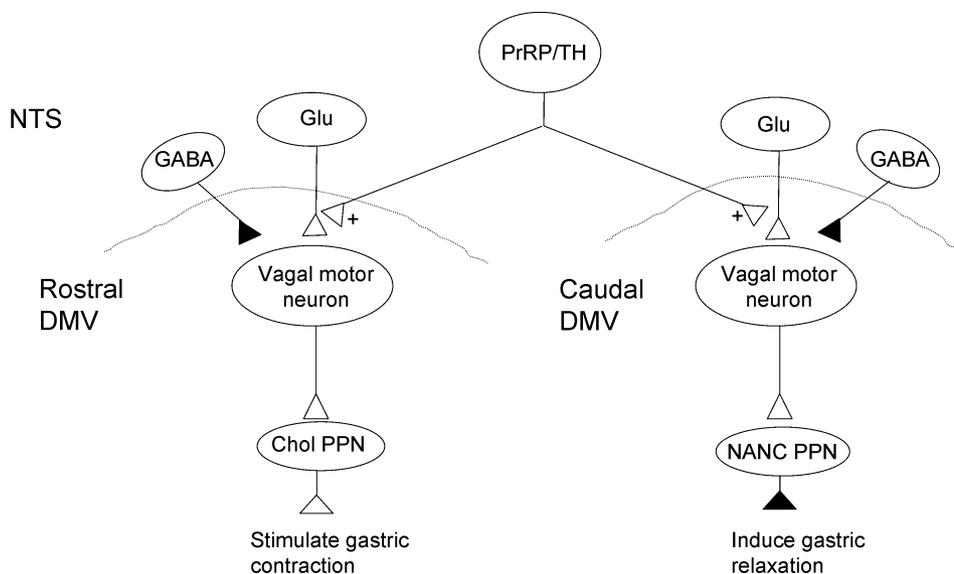 PrRP/TH
NTS
Glu
Glu
GABA
GABA
+
+
Rostral
DMV
Vagal motor
neuron
Caudal
DMV
Vagal motor
neuron
Chol PPN
NANC PPN
Stimulate gastric
contraction
Induce gastric
relaxation